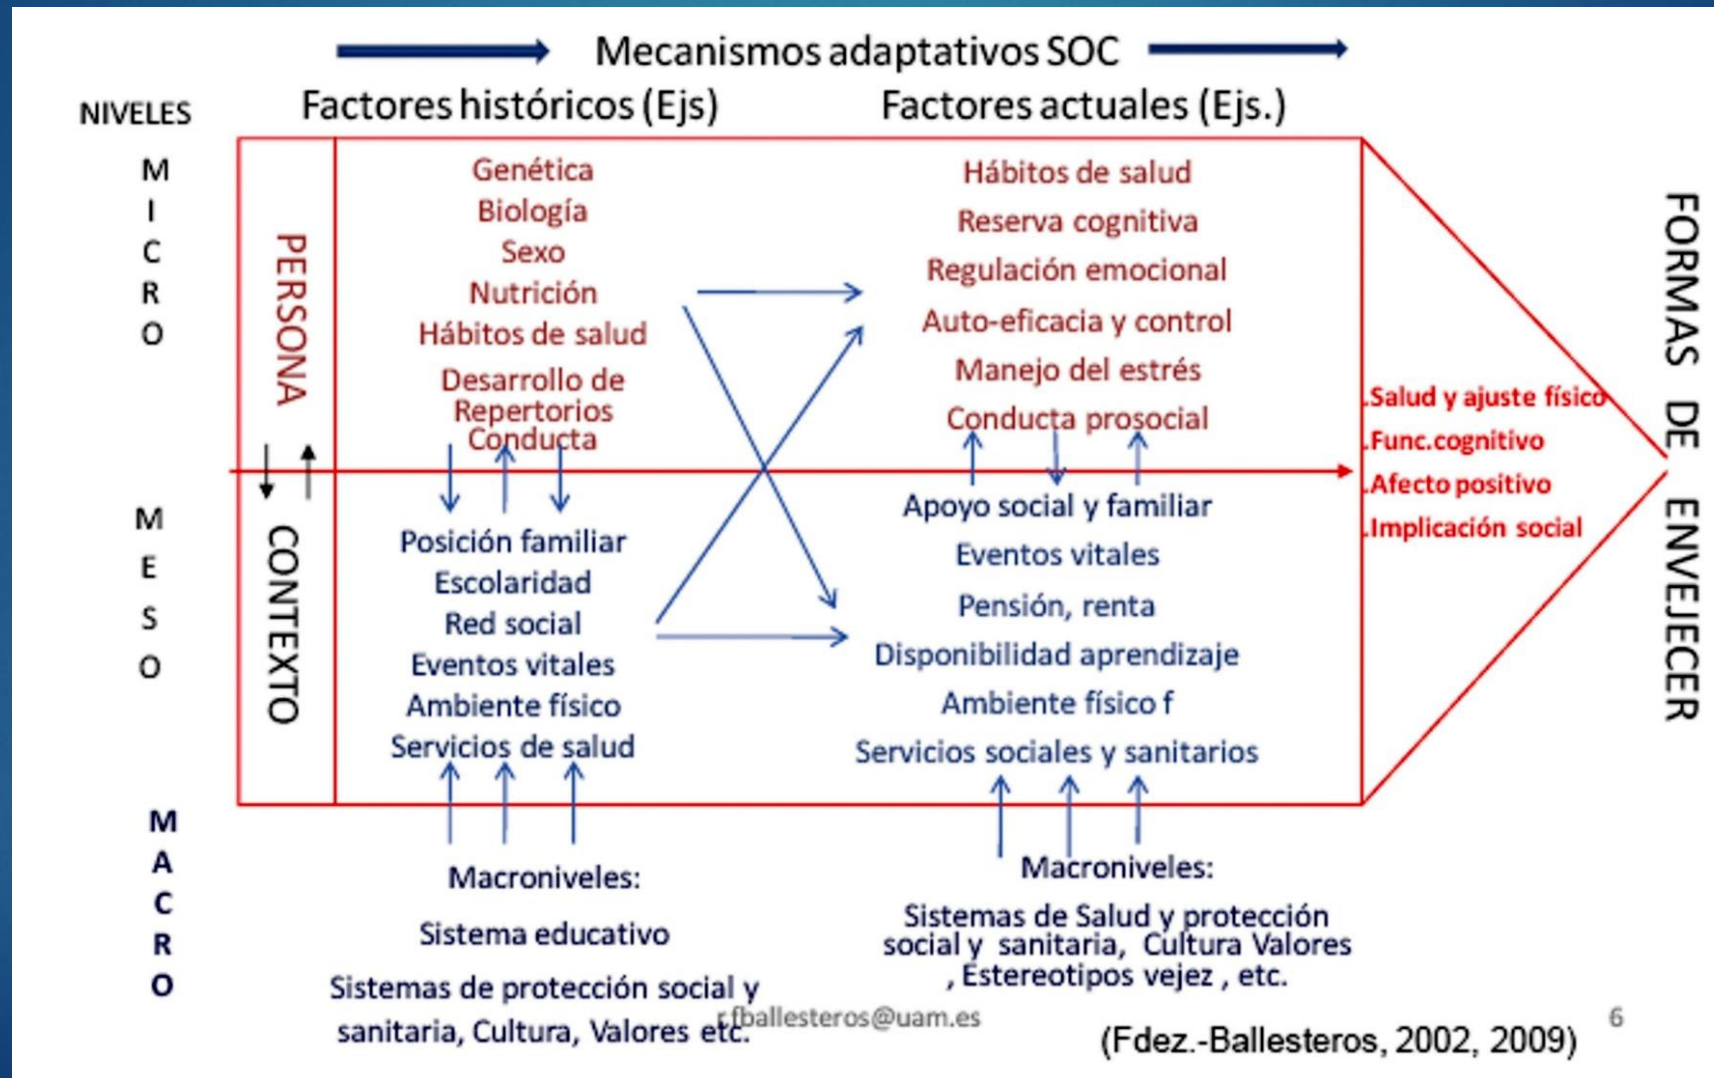 Mecanismos adaptativos SOC
NIVELES
Factores históricos (Ejs)
Factores actuales (Ejs.)
MICRO
PERSONA
Genética
Biología
Sexo
Nutrición
Hábitos de salud
Desarrollo de
Repertorios
Conducta
Hábitos de salud
Reserva cognitiva
Regulación emocional
Auto-eficacia y control
Manejo del estrés
Conducta prosocial
MESO
CONTEXTO
Posición familiar
Escolaridad
Red social
Eventos vitales
Ambiente físico
Servicios de salud
Apoyo social y familiar
Eventos vitales
Pensión, renta
Disponibilidad aprendizaje
Ambiente físico f
Servicios sociales y sanitarios
.Salud y ajuste físico
.Func.cognitivo
.Afecto positivo
.Implicación social
FORMAS DE ENVEJECER
MACRO
Macroniveles:
Sistema educativo
Sistemas de protección social y
sanitaria, Cultura, Valores etc.
Macroniveles:
Sistemas de Salud y protección
social y sanitaria, Cultura Valores
, Estereotipos vejez , etc.
r.fballesteros@uam.es
6
(Fdez.-Ballesteros, 2002, 2009)